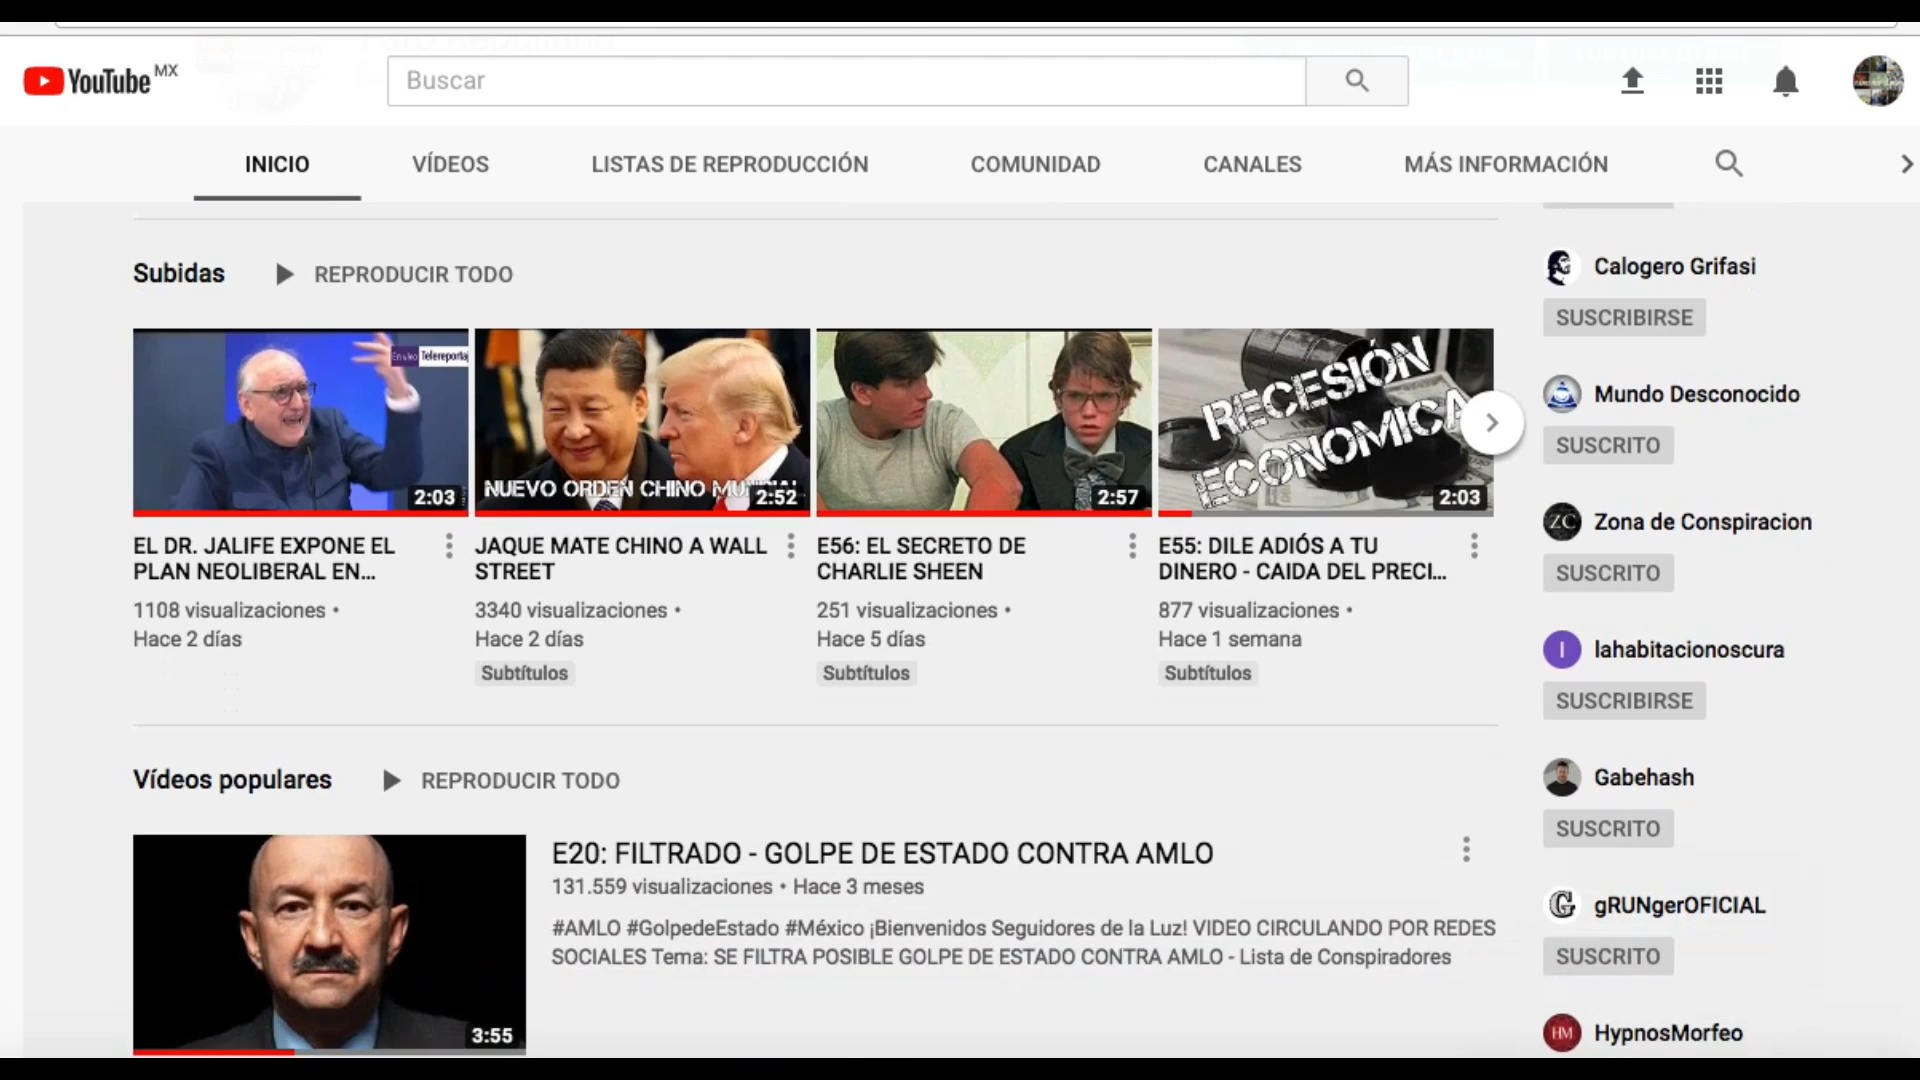 YouTube MX
Buscar
INICIO
VÍDEOS
LISTAS DE REPRODUCCIÓN
COMUNIDAD
CANALES
MÁS INFORMACIÓN
Subidas
REPRODUCIR TODO
En vivo Telereporta
2:03
NUEVO ORDEN CHINO
2:52
2:57
RECESIÓN
ECONOMICA
2:03
EL DR. JALIFE EXPONE EL
PLAN NEOLIBERAL EN...
1108 visualizaciones •
Hace 2 días
JAQUE MATE CHINO A WALL
STREET
3340 visualizaciones •
Hace 2 días
Subtítulos
E56: EL SECRETO DE
CHARLIE SHEEN
251 visualizaciones •
Hace 5 días
Subtítulos
E55: DILE ADIÓS A TU
DINERO - CAIDA DEL PRECI...
877 visualizaciones •
Hace 1 semana
Subtítulos
Vídeos populares
REPRODUCIR TODO
3:55
E20: FILTRADO - GOLPE DE ESTADO CONTRA AMLO
131.559 visualizaciones • Hace 3 meses
#AMLO #GolpedeEstado #México ¡Bienvenidos Seguidores de la Luz! VIDEO CIRCULANDO POR REDES
SOCIALES Tema: SE FILTRA POSIBLE GOLPE DE ESTADO CONTRA AMLO - Lista de Conspiradores
Calogero Grifasi
SUSCRIBIRSE
Mundo Desconocido
SUSCRITO
ZC
Zona de Conspiracion
SUSCRITO
l
lahabitacionoscura
SUSCRIBIRSE
Gabehash
SUSCRITO
G
gRUNgerOFICIAL
SUSCRITO
HM
HypnosMorfeo